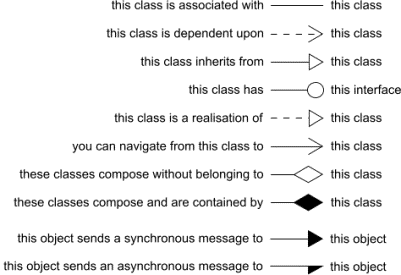 this class is associated with this class
this class is dependent upon this class
this class inherits from this class
this class has this interface
this class is a realisation of this class
you can navigate from this class to this class
these classes compose without belonging to this class
these classes compose and are contained by this class
this object sends a synchronous message to this object
this object sends an asynchronous message to this object